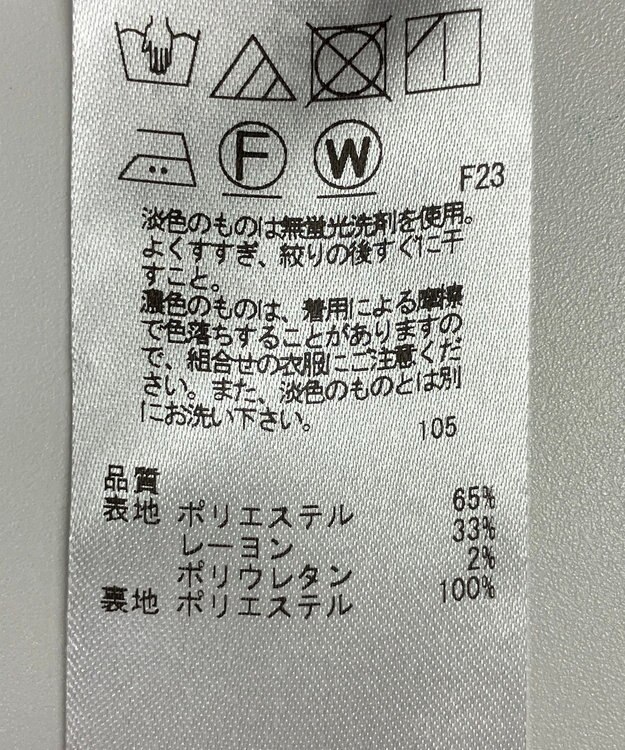 F W
F23
淡色のものは無蛍光洗剤を使用。
よくすすぎ、絞りの後すぐに干
すこと。
濃色のものは、着用による摩擦
で色落ちすることがありますの
で、組合せの衣服にご注意くだ
さい。また、淡色のものとは別
にお洗い下さい。
105
品質
表地 ポリエステル 65%
レーヨン 33%
ポリウレタン 2%
裏地 ポリエステル 100%